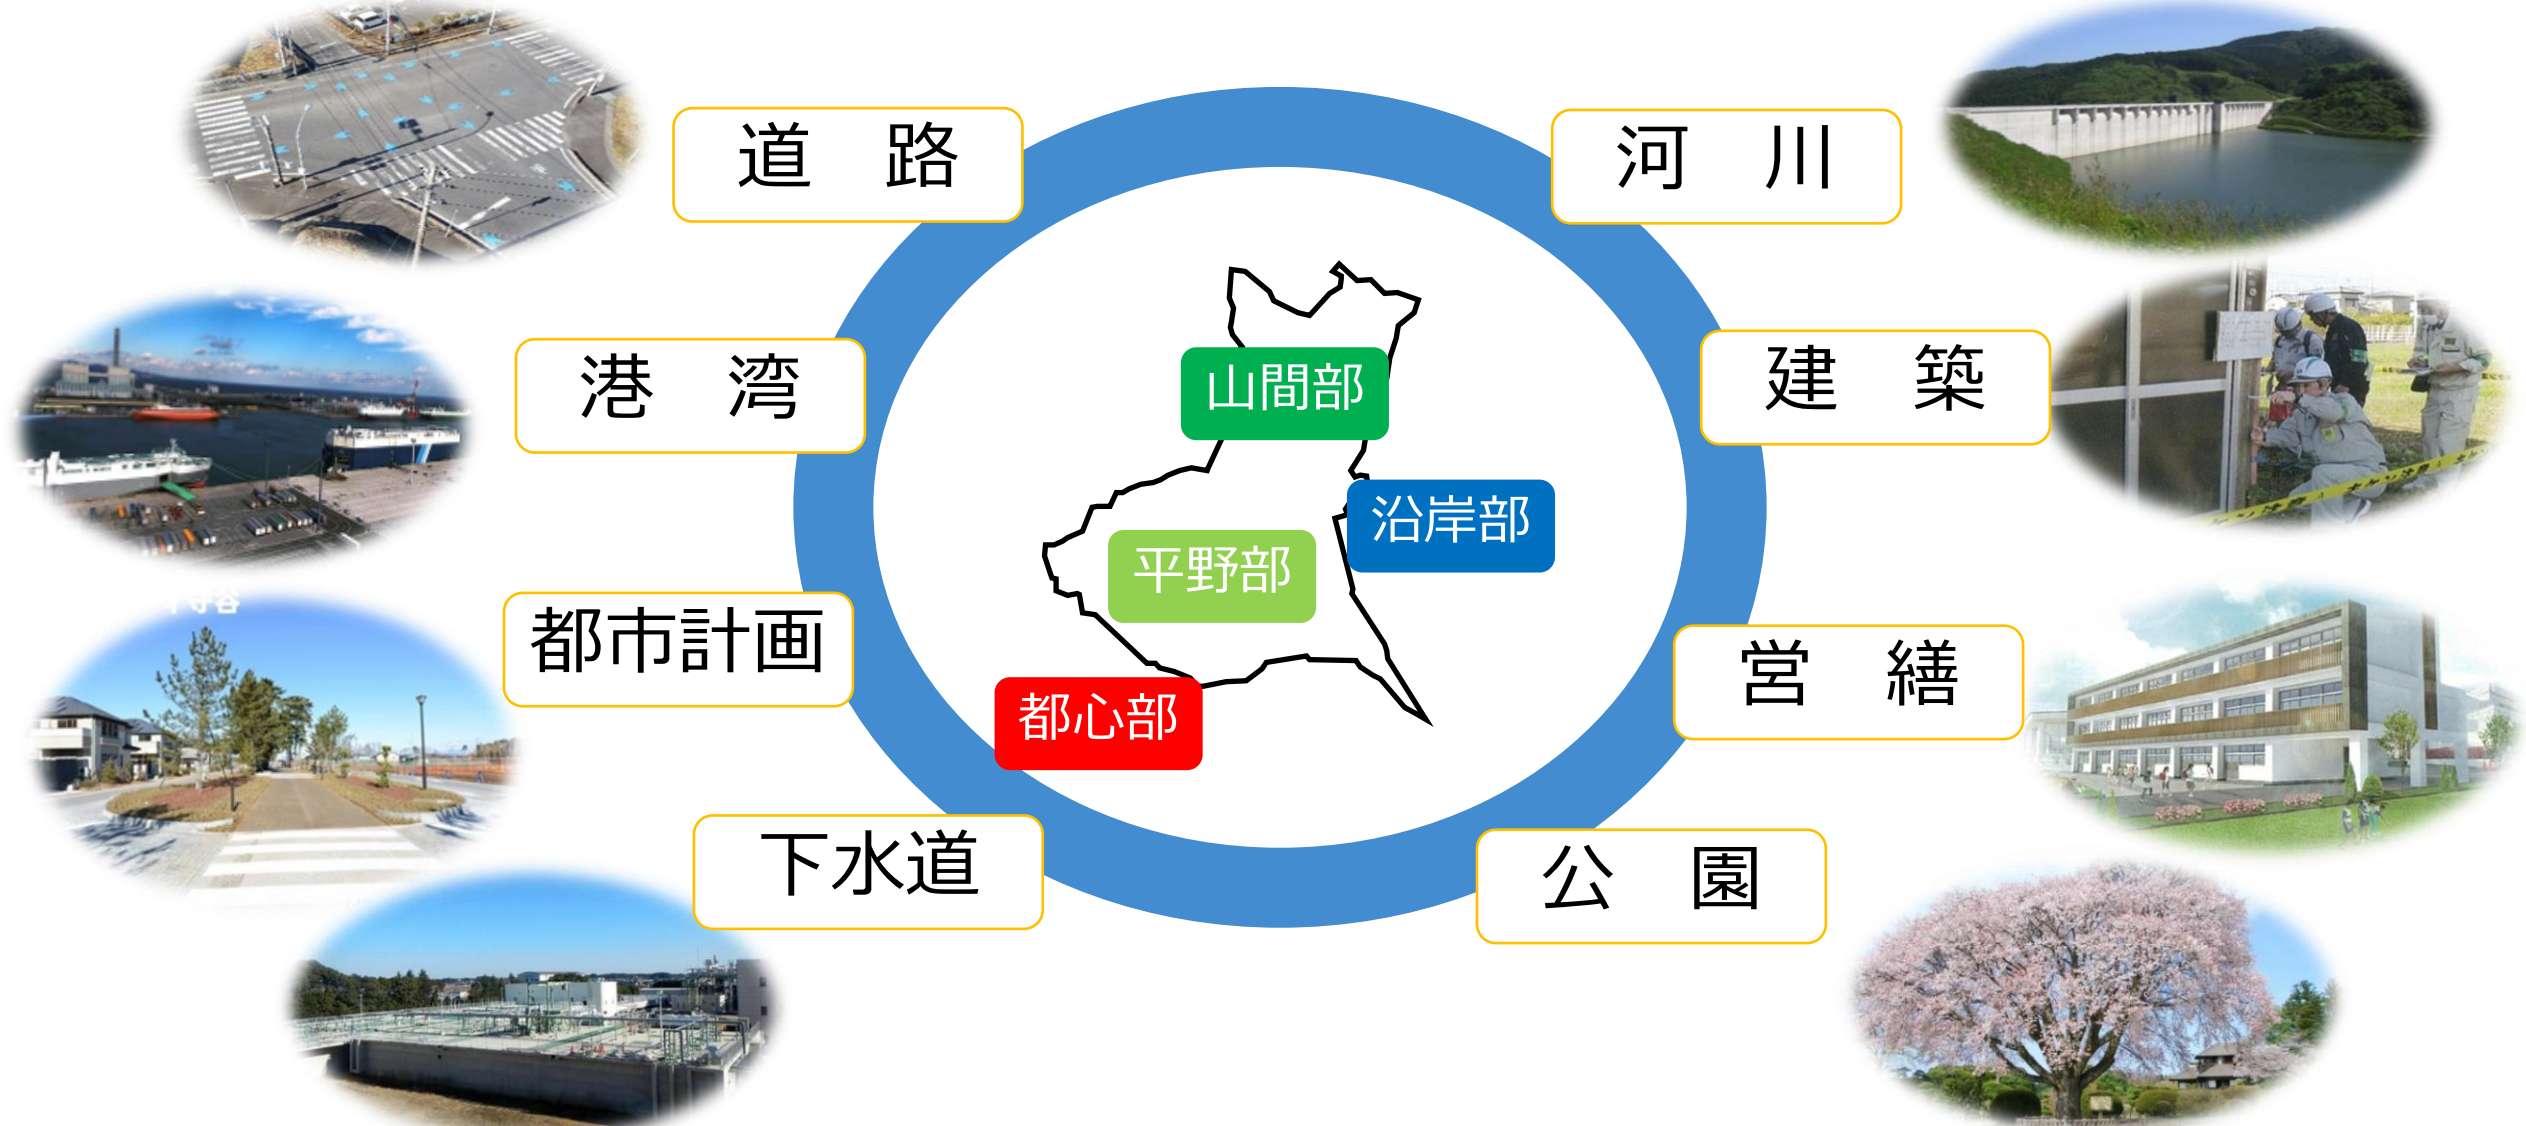 道　路
河　川
港　湾
建　築
山間部
沿岸部
平野部
都市計画
営　繕
都心部
下水道
公　園